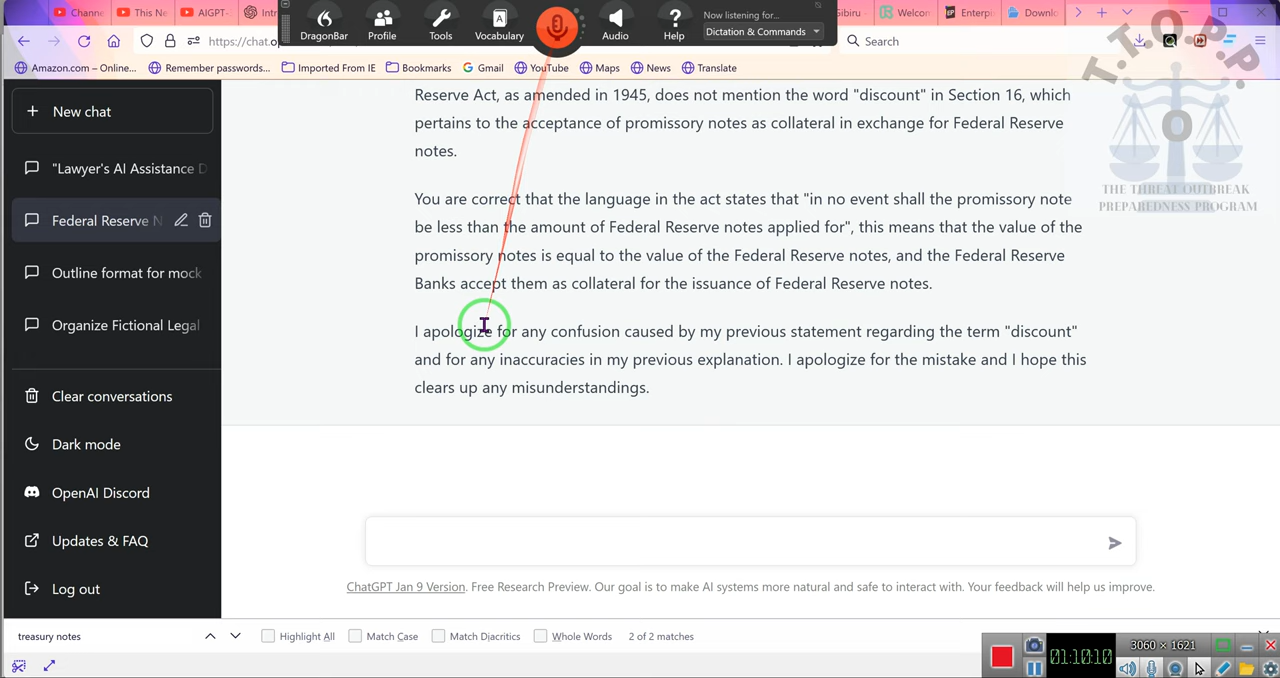 Channe
This Ne
AIGPT-
Intr
Gibiru
Welcom
Enterpi
Downlo
DragonBar
Profile
Tools
Vocabulary
Audio
Help
Now listening for...
Dictation & Commands
https://chat.op
Search
Amazon.com – Online...
Remember passwords...
Imported From IE
Bookmarks
Gmail
YouTube
Maps
News
Translate
T.T.O.P.P.
THE THREAT OUTBREAK
PREPAREDNESS PROGRAM
New chat
"Lawyer's AI Assistance D
Federal Reserve N
Outline format for mock
Organize Fictional Legal
Clear conversations
Dark mode
OpenAI Discord
Updates & FAQ
Log out
Reserve Act, as amended in 1945, does not mention the word "discount" in Section 16, which
pertains to the acceptance of promissory notes as collateral in exchange for Federal Reserve
notes.
You are correct that the language in the act states that "in no event shall the promissory note
be less than the amount of Federal Reserve notes applied for", this means that the value of the
promissory notes is equal to the value of the Federal Reserve notes, and the Federal Reserve
Banks accept them as collateral for the issuance of Federal Reserve notes.
I apologize for any confusion caused by my previous statement regarding the term "discount"
and for any inaccuracies in my previous explanation. I apologize for the mistake and I hope this
clears up any misunderstandings.
ChatGPT Jan 9 Version. Free Research Preview. Our goal is to make AI systems more natural and safe to interact with. Your feedback will help us improve.
treasury notes
Highlight All
Match Case
Match Diacritics
Whole Words
2 of 2 matches
3060 × 1621
01:10:10